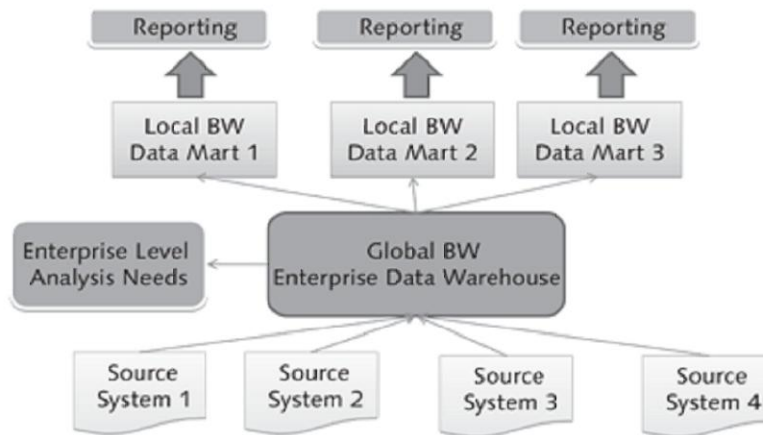 Reporting
Reporting
Reporting
Local BW
Data Mart 1
Local BW
Data Mart 2
Local BW
Data Mart 3
Enterprise Level
Analysis Needs
Global BW
Enterprise Data Warehouse
Source
System 1
Source
System 2
Source
System 3
Source
System 4